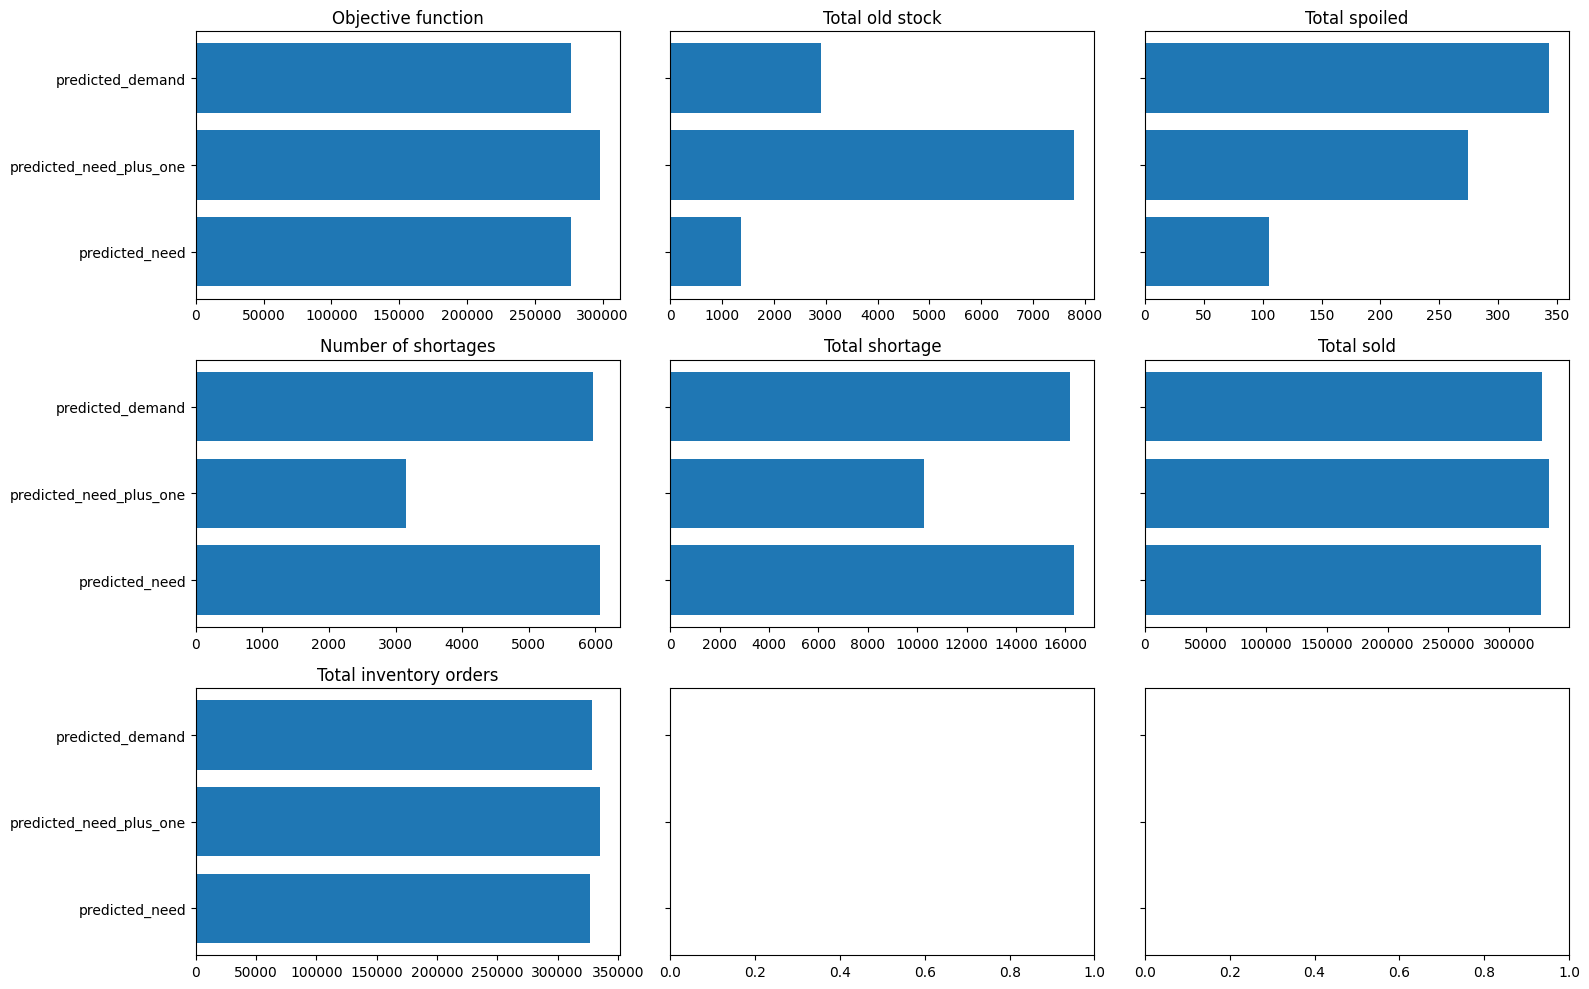 Objective function
Total old stock
Total spoiled
predicted_demand
predicted_need_plus_one
predicted_need
0 50000 100000 150000 200000 250000 300000
0 1000 2000 3000 4000 5000 6000 7000 8000
0 50 100 150 200 250 300 350
Number of shortages
Total shortage
Total sold
predicted_demand
predicted_need_plus_one
predicted_need
0 1000 2000 3000 4000 5000 6000
0 2000 4000 6000 8000 10000 12000 14000 16000
0 50000 100000 150000 200000 250000 300000
Total inventory orders
predicted_demand
predicted_need_plus_one
predicted_need
0 50000 100000 150000 200000 250000 300000 350000
0.0 0.2 0.4 0.6 0.8 1.0
0.0 0.2 0.4 0.6 0.8 1.0